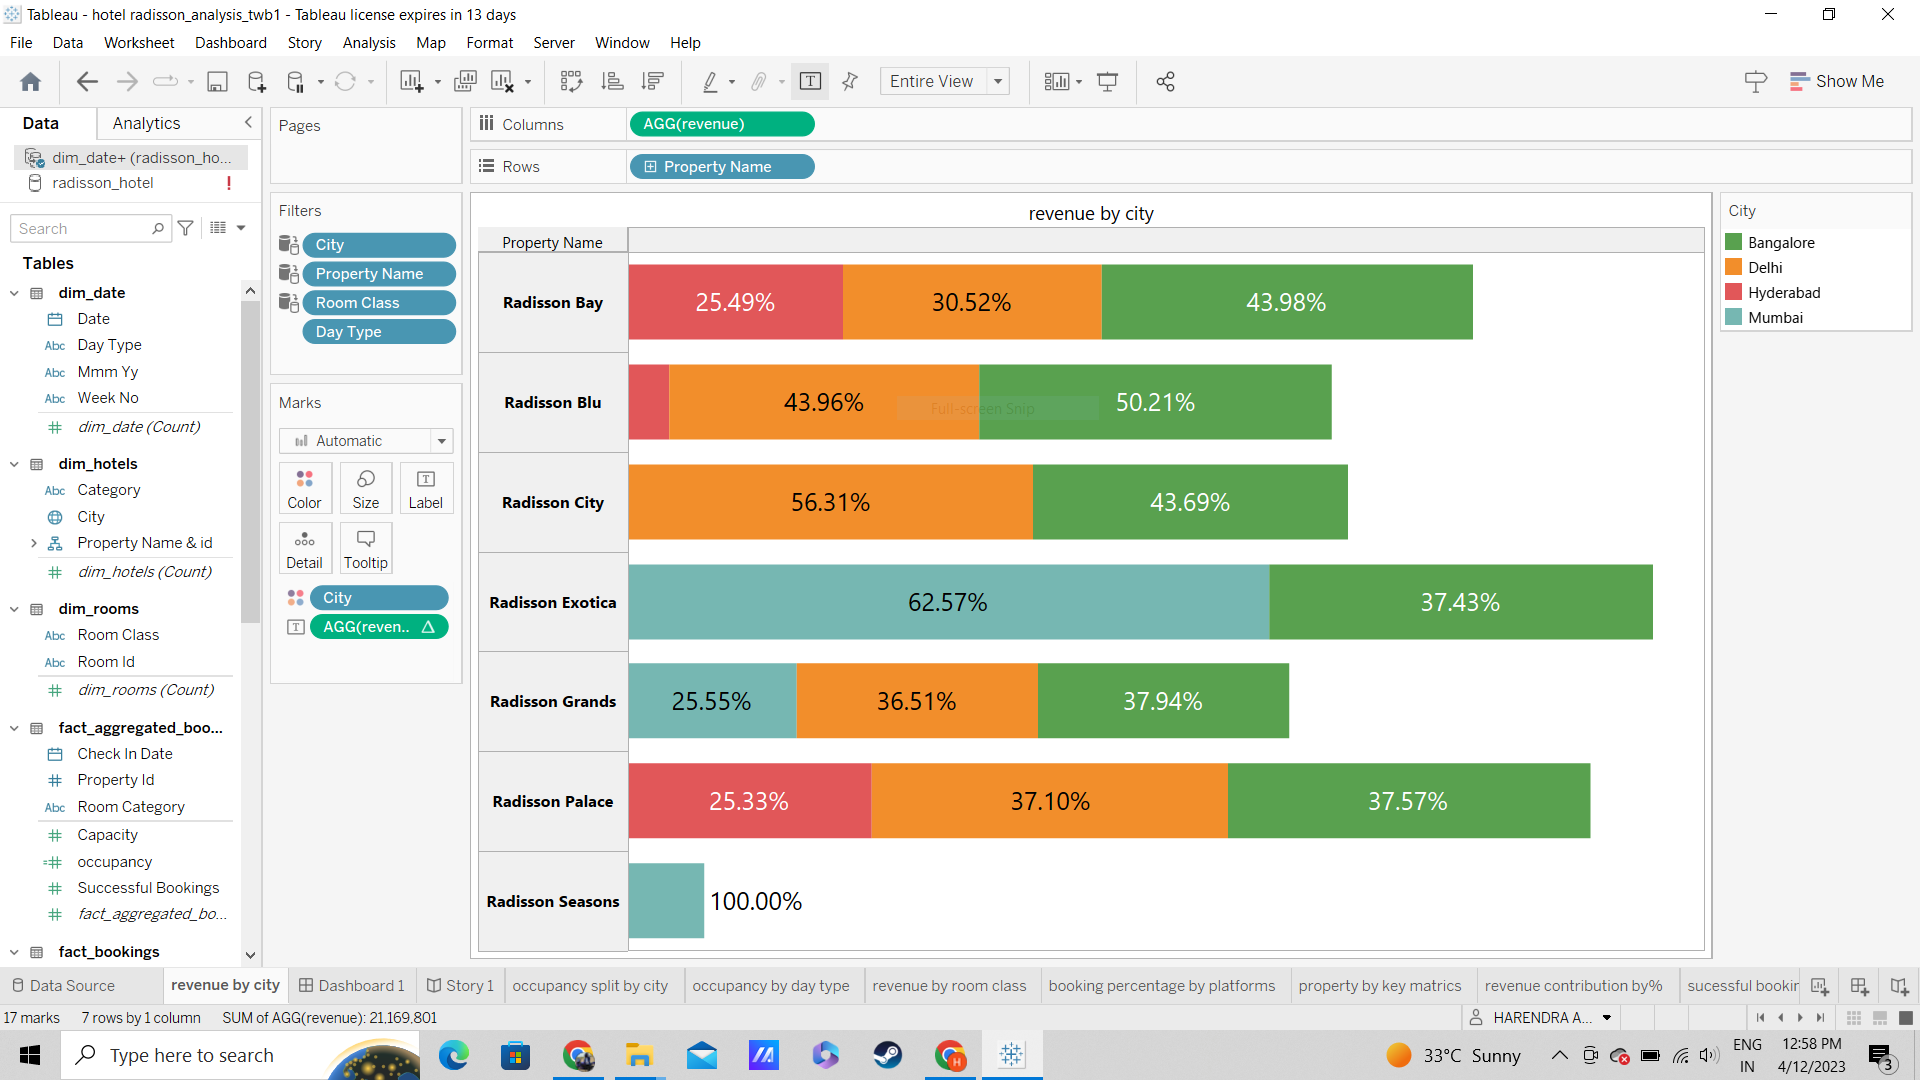 Tableau - hotel radisson_analysis_twb1 - Tableau license expires in 13 days
File Data Worksheet Dashboard Story Analysis Map Format Server Window Help
Entire View
Show Me
Data Analytics
dim_date+ (radisson_ho...
radisson_hotel !
Search
Tables
dim_date
Date
Abc Day Type
Abc Mmm Yy
Abc Week No
dim_date (Count)
dim_hotels
Abc Category
City
Property Name & id
dim_hotels (Count)
dim_rooms
Abc Room Class
Abc Room Id
dim_rooms (Count)
fact_aggregated_boo...
Check In Date
Property Id
Abc Room Category
Capacity
occupancy
Successful Bookings
fact_aggregated_bo...
fact_bookings
Pages
Filters
City
Property Name
Room Class
Day Type
Marks
Automatic
Color Size Label
Detail Tooltip
City
AGG(reven..
Columns AGG(revenue)
Rows Property Name
revenue by city
Property Name
Radisson Bay 25.49% 30.52% 43.98%
Radisson Blu 43.96% 50.21%
Full-screen Snip
Radisson City 56.31% 43.69%
Radisson Exotica 62.57% 37.43%
Radisson Grands 25.55% 36.51% 37.94%
Radisson Palace 25.33% 37.10% 37.57%
Radisson Seasons 100.00%
City
Bangalore
Delhi
Hyderabad
Mumbai
Data Source revenue by city Dashboard 1 Story 1 occupancy split by city occupancy by day type revenue by room class booking percentage by platforms property by key matrics revenue contribution by% sucessful bookin
17 marks 7 rows by 1 column SUM of AGG(revenue): 21,169,801
HARENDRA A...
Type here to search
33°C Sunny
ENG
IN
12:58 PM
4/12/2023
3